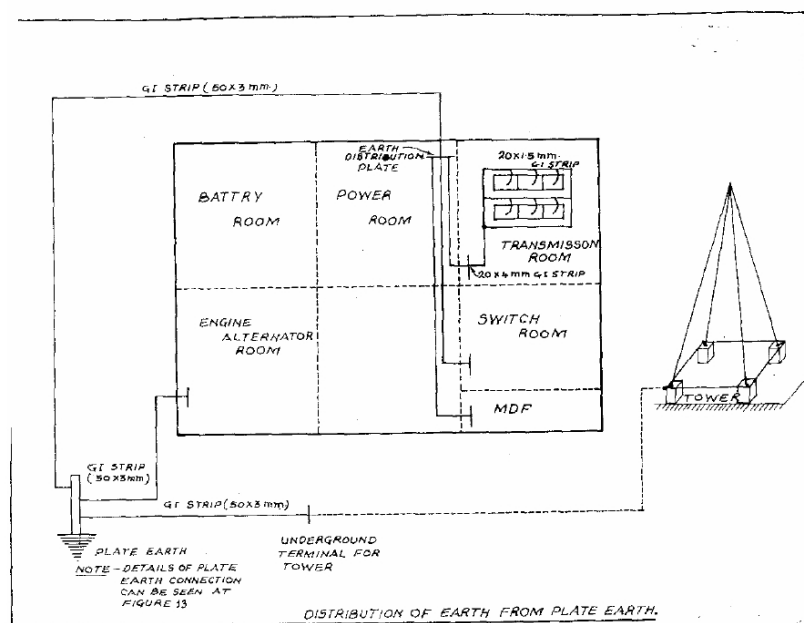 GI STRIP (50X3 mm.)
EARTH
DISTRIBUTION
PLATE
20X1.5 mm.
GI STRIP
BATTRY
ROOM
POWER
ROOM
TRANSMISSON
ROOM
20X4 mm GI STRIP
ENGINE
ALTERNATOR
ROOM
SWITCH
ROOM
MDF
TOWER
GI STRIP
(50X3mm)
GI STRIP (50X3 mm)
PLATE EARTH
NOTE - DETAILS OF PLATE
EARTH CONNECTION
CAN BE SEEN AT
FIGURE 13
UNDERGROUND
TERMINAL FOR
TOWER
DISTRIBUTION OF EARTH FROM PLATE EARTH.